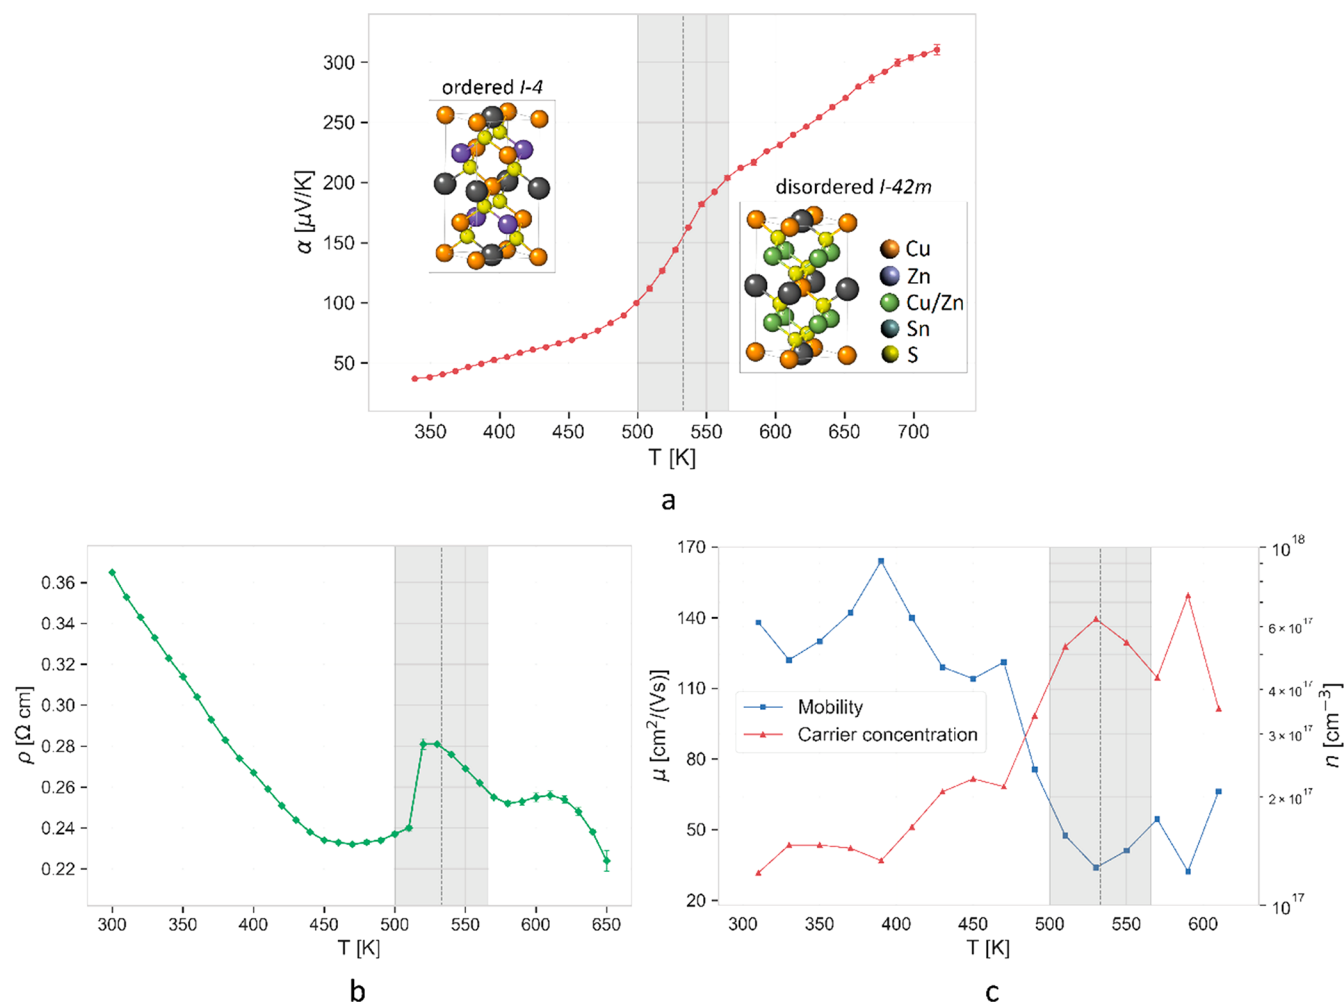 300
250
200
150
100
50
α [µV/K]
ordered I-4
disordered I-42m
Cu
Zn
Cu/Zn
Sn
S
350 400 450 500 550 600 650 700
T [K]
a
0.36
0.34
0.32
0.30
0.28
0.26
0.24
0.22
ρ [Ω cm]
300 350 400 450 500 550 600 650
T [K]
b
170
140
110
80
50
20
µ [cm²/(Vs)]
Mobility
Carrier concentration
10¹⁸
6 × 10¹⁷
4 × 10¹⁷
3 × 10¹⁷
2 × 10¹⁷
10¹⁷
n [cm⁻³]
300 350 400 450 500 550 600
T [K]
c